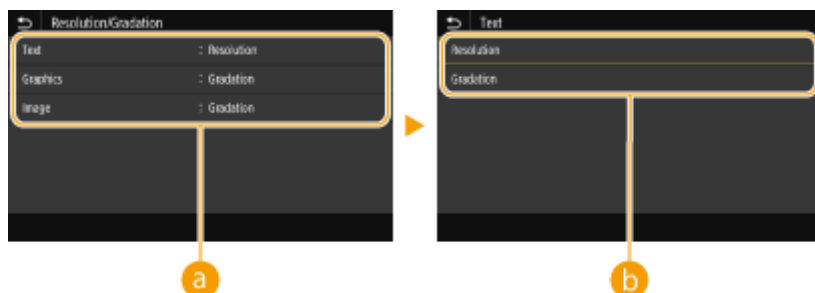 Resolution/Gradation
Text : Resolution
Graphics : Gradation
Image : Gradation
a
Text
Resolution
Gradation
b